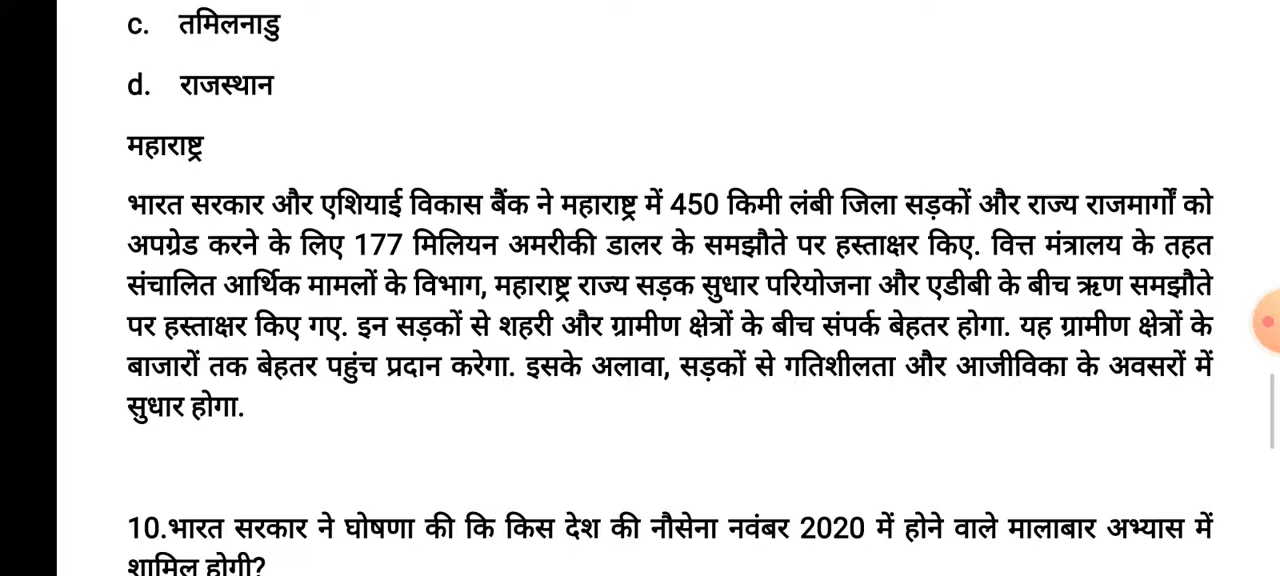 c. तमिलनाडु
d. राजस्थान
महाराष्ट्र
भारत सरकार और एशियाई विकास बैंक ने महाराष्ट्र में 450 किमी लंबी जिला सड़कों और राज्य राजमार्गों को
अपग्रेड करने के लिए 177 मिलियन अमरीकी डालर के समझौते पर हस्ताक्षर किए. वित्त मंत्रालय के तहत
संचालित आर्थिक मामलों के विभाग, महाराष्ट्र राज्य सड़क सुधार परियोजना और एडीबी के बीच ऋण समझौते
पर हस्ताक्षर किए गए. इन सड़कों से शहरी और ग्रामीण क्षेत्रों के बीच संपर्क बेहतर होगा. यह ग्रामीण क्षेत्रों के
बाजारों तक बेहतर पहुंच प्रदान करेगा. इसके अलावा, सड़कों से गतिशीलता और आजीविका के अवसरों में
सुधार होगा.
10.भारत सरकार ने घोषणा की कि किस देश की नौसेना नवंबर 2020 में होने वाले मालाबार अभ्यास में
शामिल होगी?